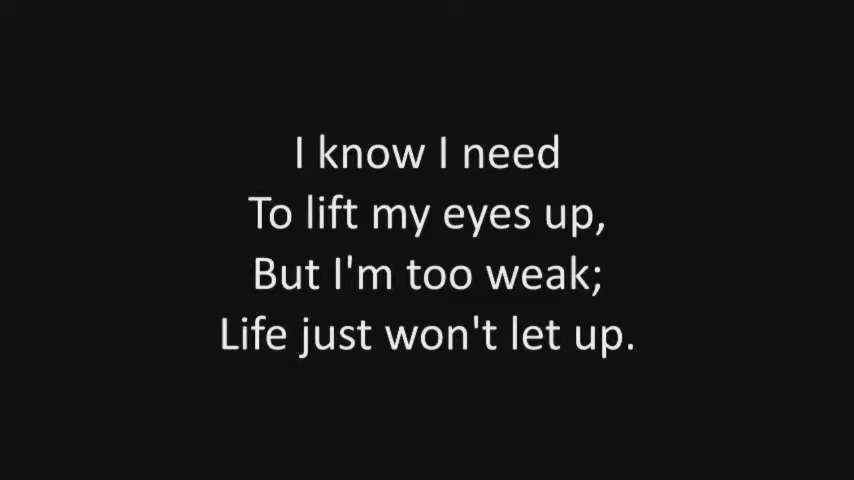 I know I need
To lift my eyes up,
But I'm too weak;
Life just won't let up.